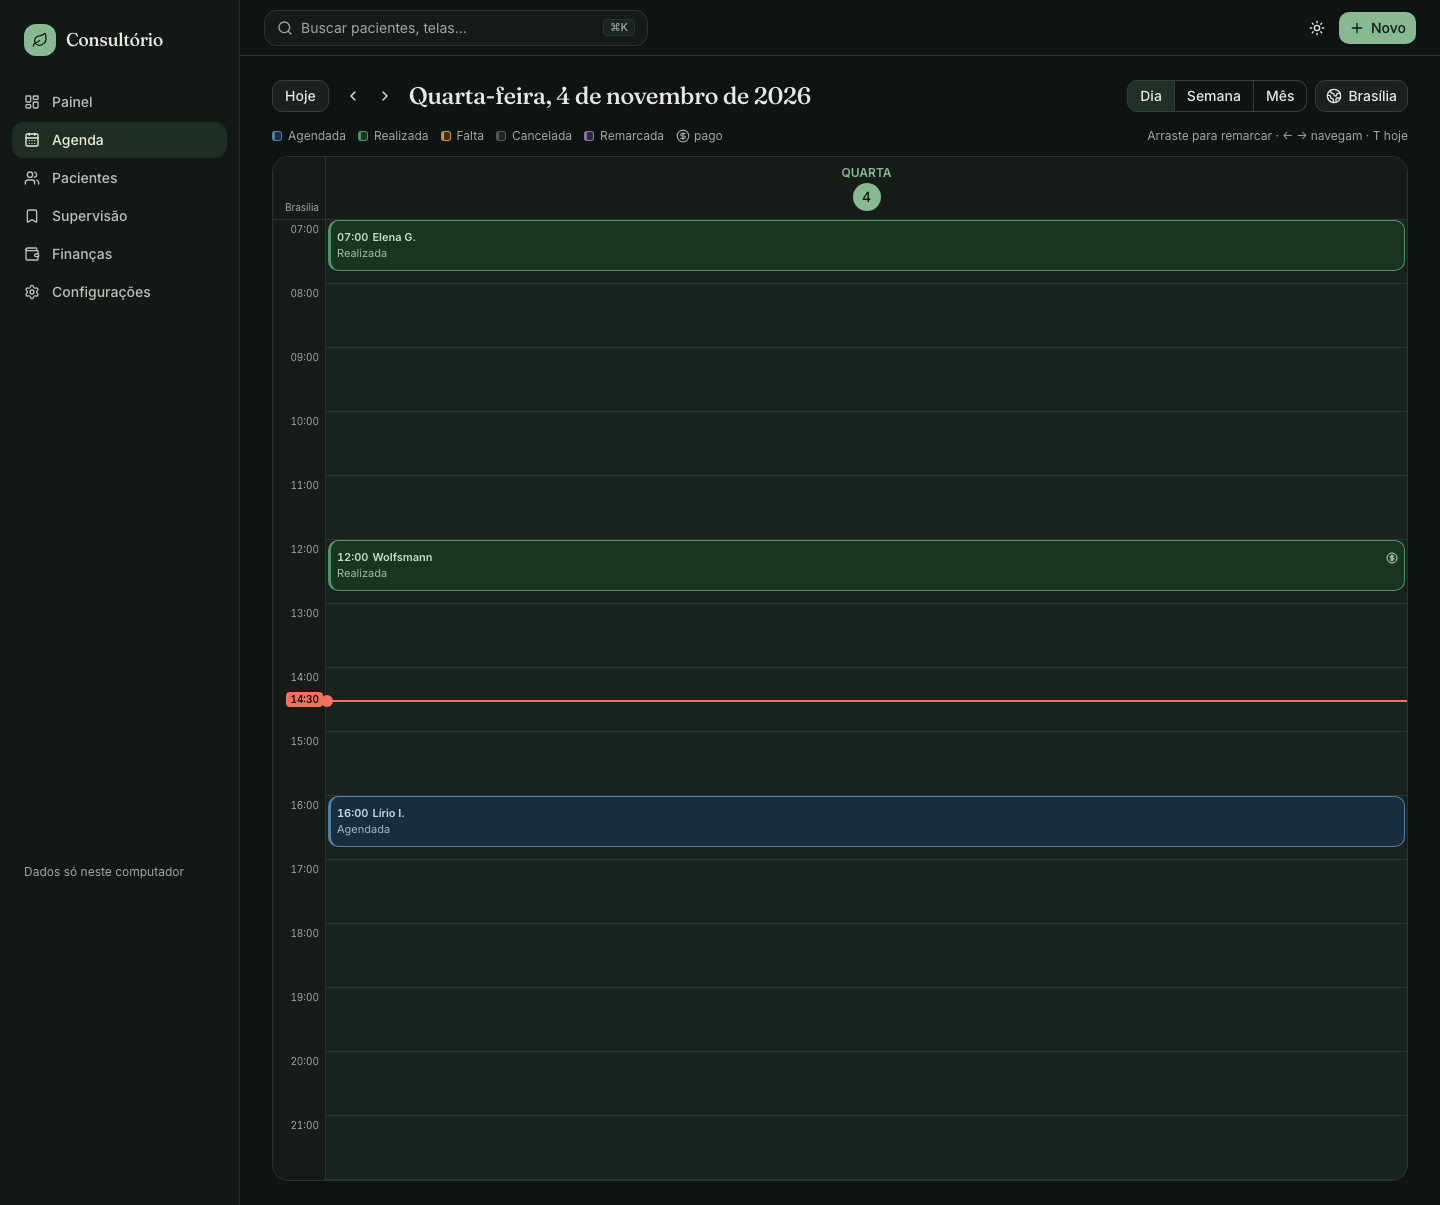 Consultório
Buscar pacientes, telas...
⌘K
Novo
Painel
Agenda
Pacientes
Supervisão
Finanças
Configurações
Dados só neste computador
Hoje
Quarta-feira, 4 de novembro de 2026
Dia
Semana
Mês
Brasília
Agendada
Realizada
Falta
Cancelada
Remarcada
pago
Arraste para remarcar · ← → navegam · T hoje
Brasília
QUARTA
4
07:00
07:00 Elena G.
Realizada
08:00
09:00
10:00
11:00
12:00
12:00 Wolfsmann
Realizada
13:00
14:00
14:30
15:00
16:00
16:00 Lírio I.
Agendada
17:00
18:00
19:00
20:00
21:00